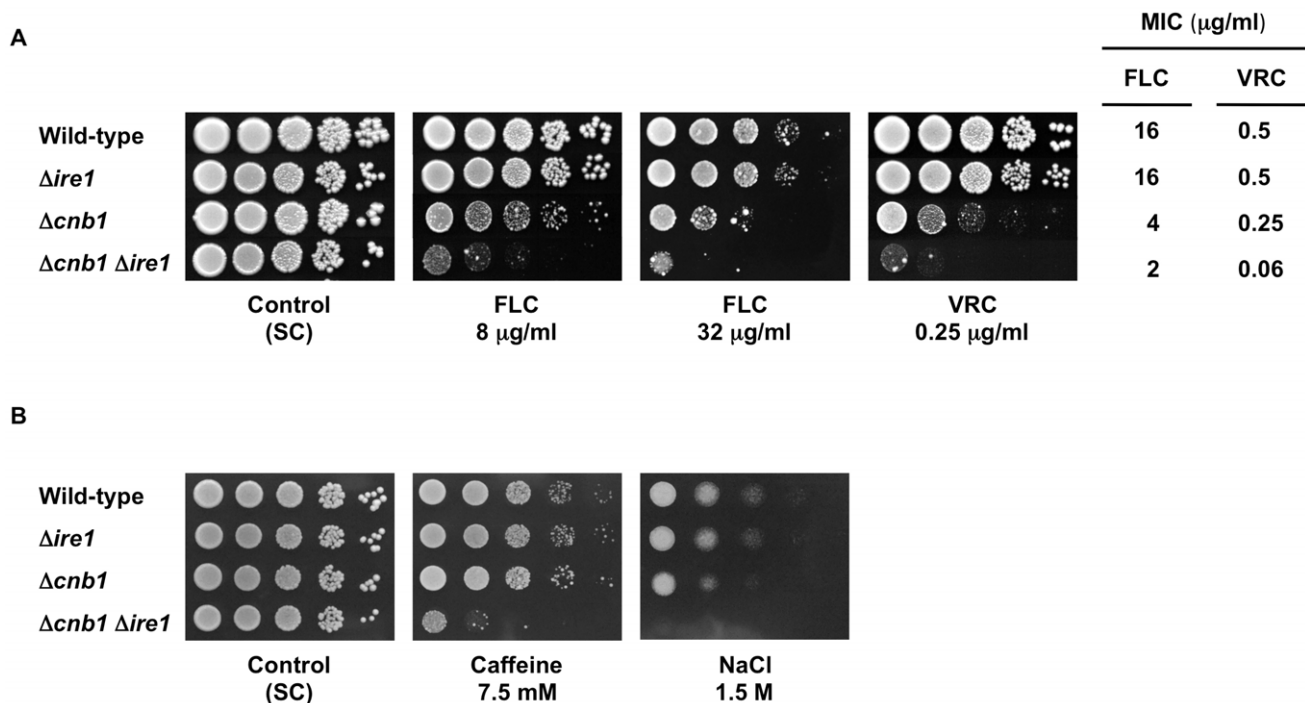 A
MIC (μg/ml)
FLC VRC
Wild-type 16 0.5
Δire1 16 0.5
Δcnb1 4 0.25
Δcnb1 Δire1 2 0.06
Control FLC FLC VRC
(SC) 8 μg/ml 32 μg/ml 0.25 μg/ml
B
Wild-type
Δire1
Δcnb1
Δcnb1 Δire1
Control Caffeine NaCl
(SC) 7.5 mM 1.5 M